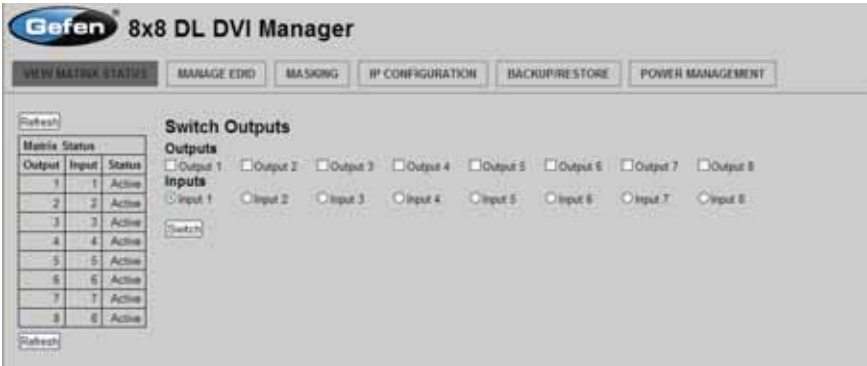 Gefen 8x8 DL DVI Manager
VIEW MATRIX STATUS MANAGE EDID MASKING IP CONFIGURATION BACKUP/RESTORE POWER MANAGEMENT
Refresh
Matrix Status
Output Input Status
1 1 Active
2 2 Active
3 3 Active
4 4 Active
5 5 Active
6 6 Active
7 7 Active
8 8 Active
Refresh
Switch Outputs
Outputs
Output 1 Output 2 Output 3 Output 4 Output 5 Output 6 Output 7 Output 8
Inputs
Input 1 Input 2 Input 3 Input 4 Input 5 Input 6 Input 7 Input 8
Switch